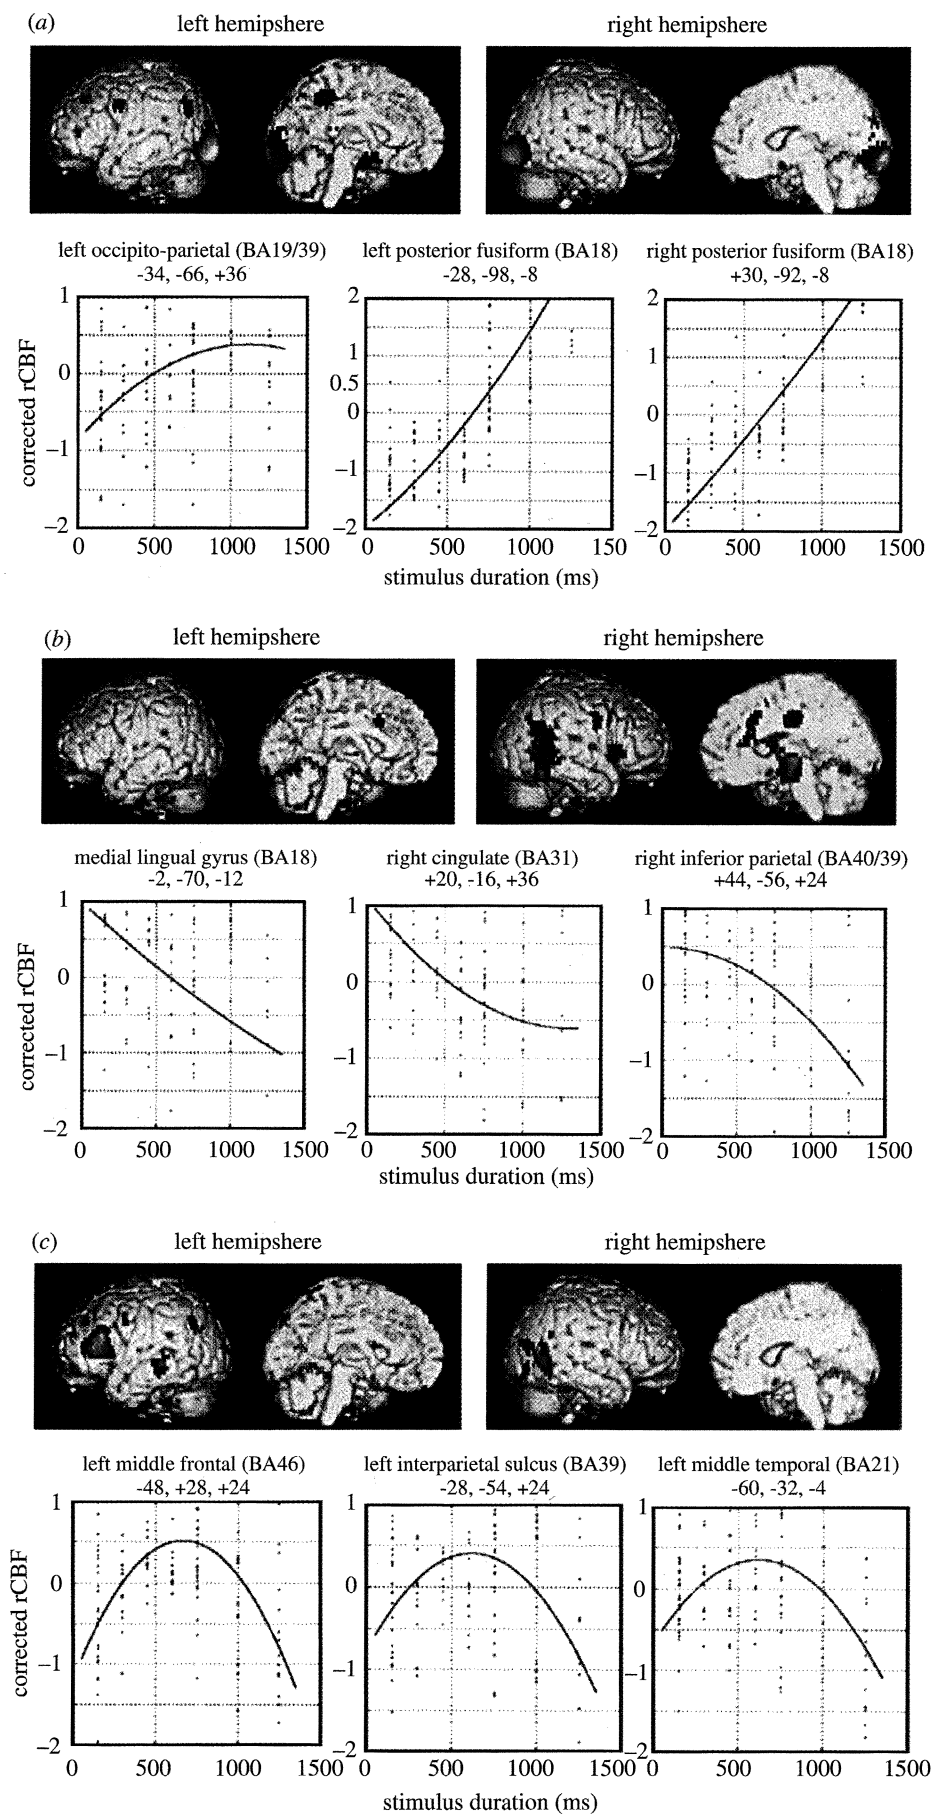 (a) left hemipshere right hemipshere
left occipito-parietal (BA19/39) left posterior fusiform (BA18) right posterior fusiform (BA18)
-34, -66, +36 -28, -98, -8 +30, -92, -8
corrected rCBF
1
0
−1
−2
0 500 1000 1500
2
1
0.5
0
−1
−2
0 500 1000 150
2
1
0
−1
−2
0 500 1000 1500
stimulus duration (ms)
(b) left hemipshere right hemipshere
medial lingual gyrus (BA18) right cingulate (BA31) right inferior parietal (BA40/39)
-2, -70, -12 +20, -16, +36 +44, -56, +24
corrected rCBF
1
0
−1
−2
0 500 1000 1500
1
0
−1
−2
0 500 1000 1500
1
0
−1
−2
0 500 1000 1500
stimulus duration (ms)
(c) left hemipshere right hemipshere
left middle frontal (BA46) left interparietal sulcus (BA39) left middle temporal (BA21)
-48, +28, +24 -28, -54, +24 -60, -32, -4
corrected rCBF
1
0
−1
−2
0 500 1000 1500
1
0
−1
−2
0 500 1000 1500
1
0
−1
−2
0 500 1000 1500
stimulus duration (ms)